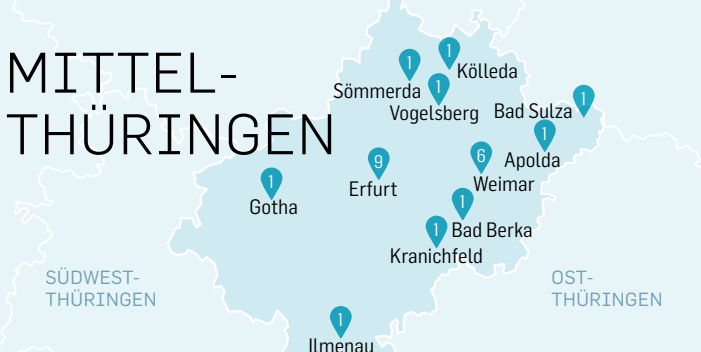 MITTEL-
THÜRINGEN
1
Sömmerda
1
Kölleda
1
Vogelsberg
1
Bad Sulza
1
Apolda
9
Erfurt
6
Weimar
1
Gotha
1
Bad Berka
1
Kranichfeld
SÜDWEST-
THÜRINGEN
OST-
THÜRINGEN
1
Ilmenau